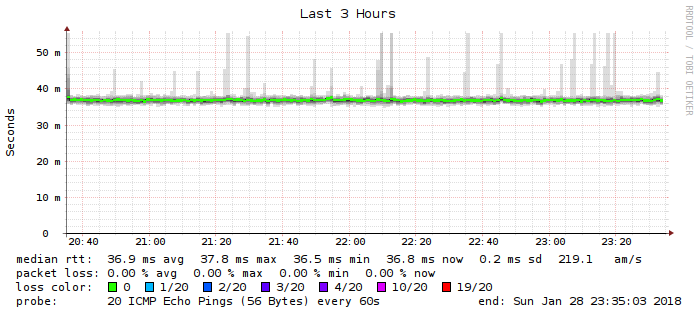 Last 3 Hours
RRDTOOL / TOBI OETIKER
Seconds
50 m
40 m
30 m
20 m
10 m
0
20:40 21:00 21:20 21:40 22:00 22:20 22:40 23:00 23:20
median rtt: 36.9 ms avg 37.8 ms max 36.5 ms min 36.8 ms now 0.2 ms sd 219.1 am/s
packet loss: 0.00 % avg 0.00 % max 0.00 % min 0.00 % now
loss color: 0 1/20 2/20 3/20 4/20 10/20 19/20
probe: 20 ICMP Echo Pings (56 Bytes) every 60s end: Sun Jan 28 23:35:03 2018